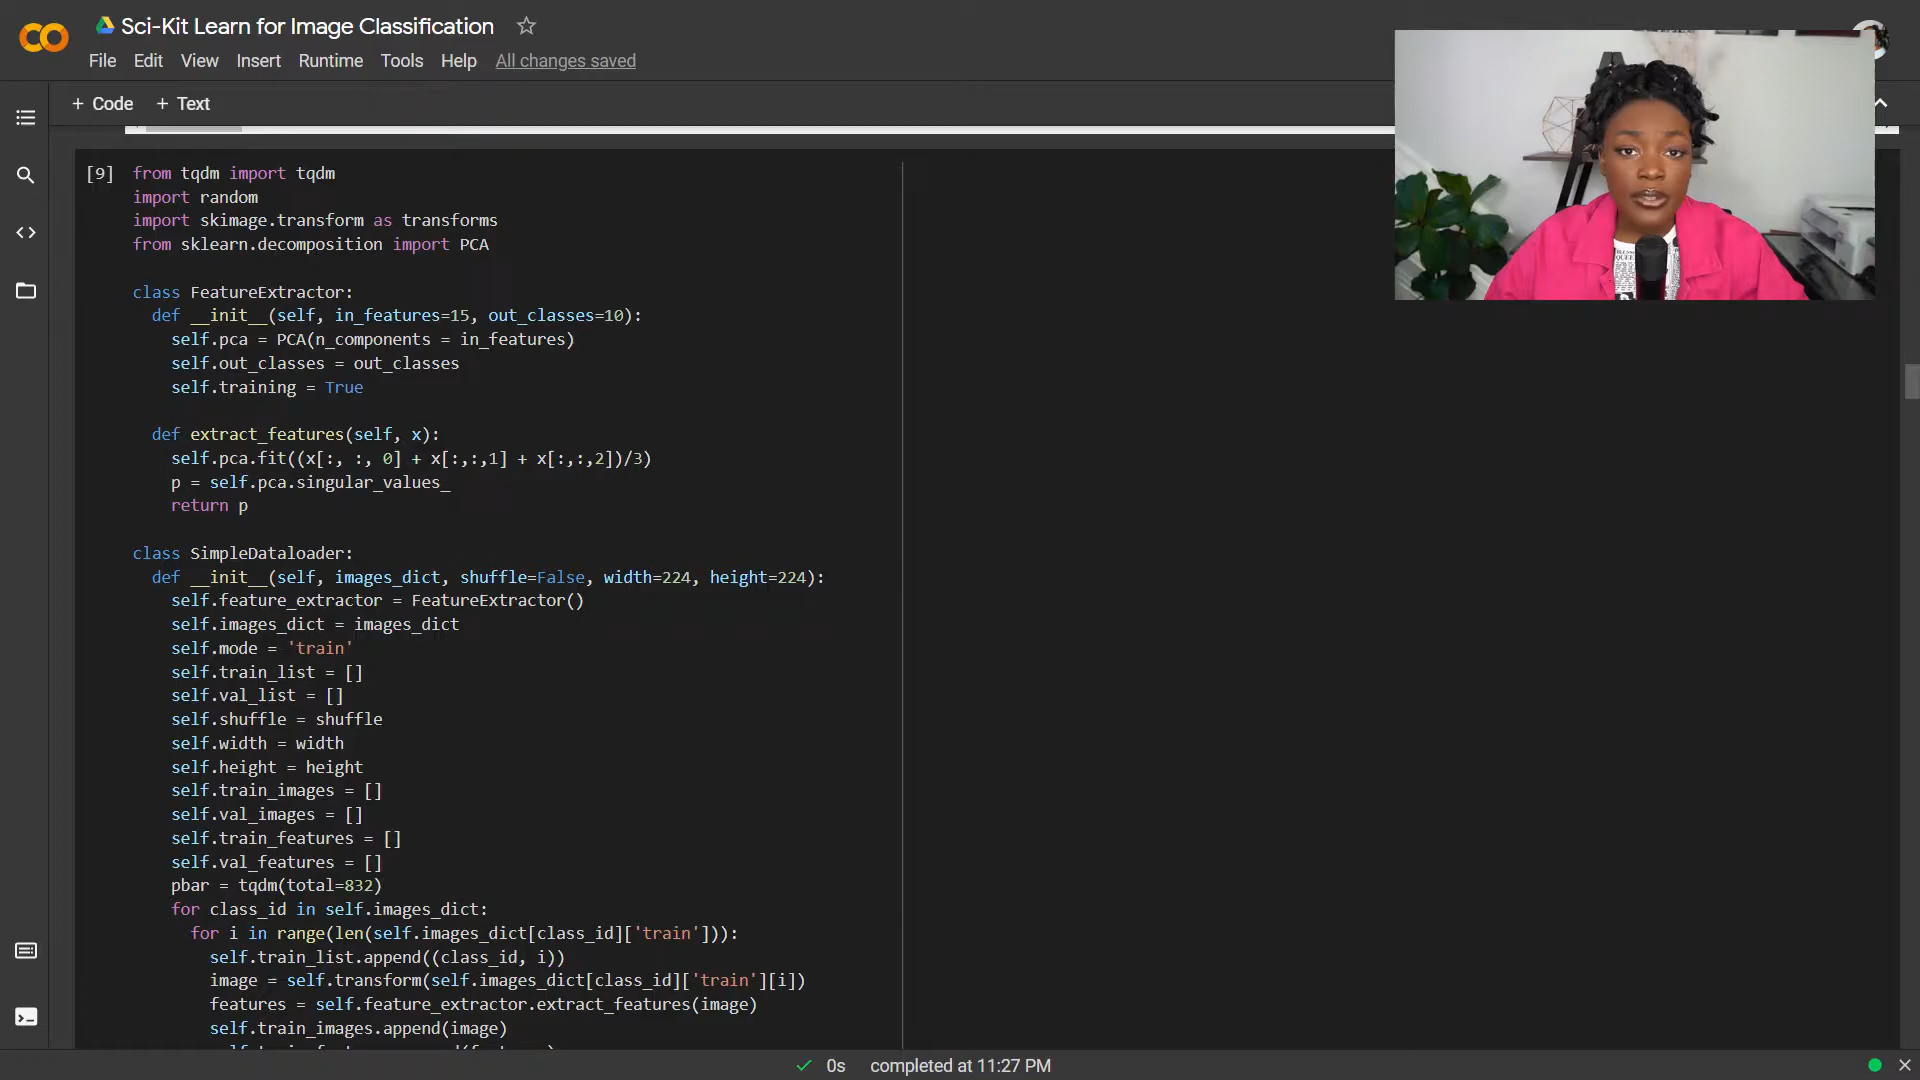 Sci-Kit Learn for Image Classification
File Edit View Insert Runtime Tools Help All changes saved
+ Code + Text
[9] from tqdm import tqdm
import random
import skimage.transform as transforms
from sklearn.decomposition import PCA
class FeatureExtractor:
def __init__(self, in_features=15, out_classes=10):
self.pca = PCA(n_components = in_features)
self.out_classes = out_classes
self.training = True
def extract_features(self, x):
self.pca.fit((x[:, :, 0] + x[:,:,1] + x[:,:,2])/3)
p = self.pca.singular_values_
return p
class SimpleDataloader:
def __init__(self, images_dict, shuffle=False, width=224, height=224):
self.feature_extractor = FeatureExtractor()
self.images_dict = images_dict
self.mode = 'train'
self.train_list = []
self.val_list = []
self.shuffle = shuffle
self.width = width
self.height = height
self.train_images = []
self.val_images = []
self.train_features = []
self.val_features = []
pbar = tqdm(total=832)
for class_id in self.images_dict:
for i in range(len(self.images_dict[class_id]['train'])):
self.train_list.append((class_id, i))
image = self.transform(self.images_dict[class_id]['train'][i])
features = self.feature_extractor.extract_features(image)
self.train_images.append(image)
0s completed at 11:27 PM